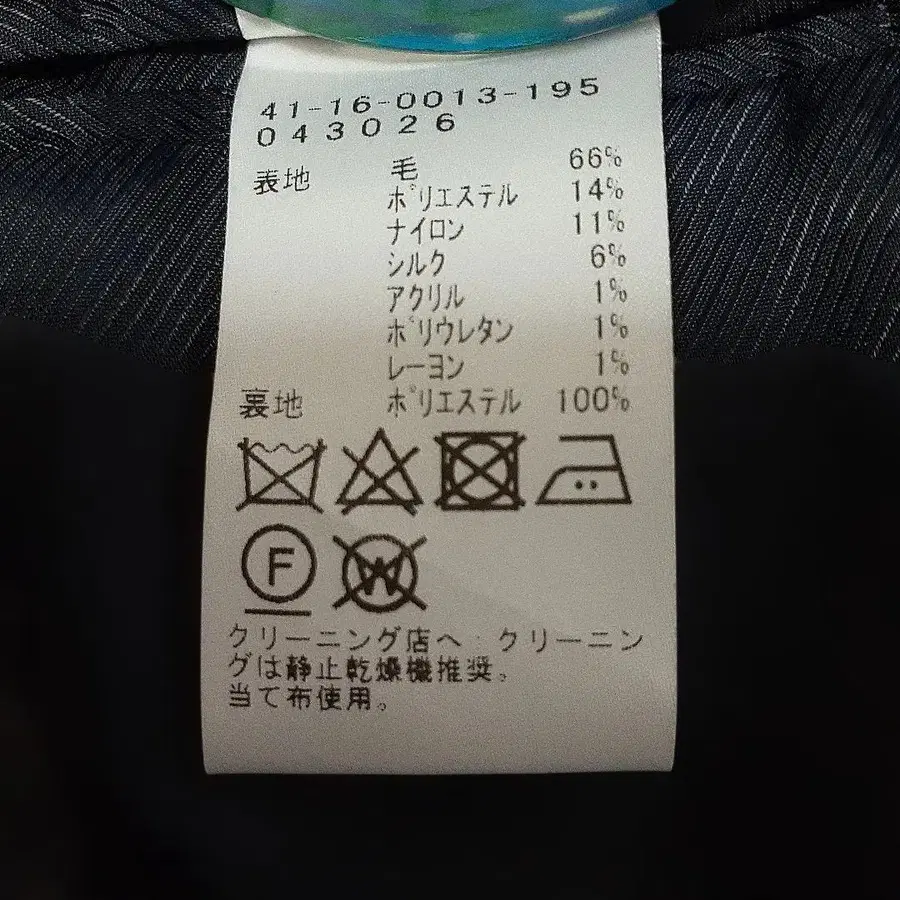 41-16-0013-195
043026
表地 毛 66%
ポリエステル 14%
ナイロン 11%
シルク 6%
アクリル 1%
ポリウレタン 1%
レーヨン 1%
裏地 ポリエステル 100%
F W
クリーニング店へ クリーニン
グは静止乾燥機推奨。
当て布使用。